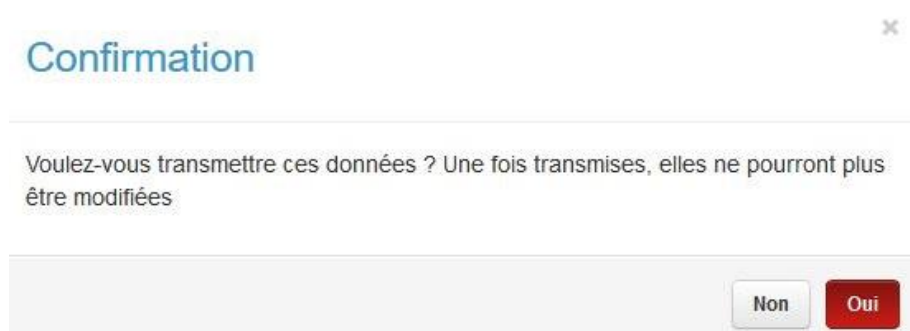 Confirmation
Voulez-vous transmettre ces données ? Une fois transmises, elles ne pourront plus
être modifiées
Non
Oui